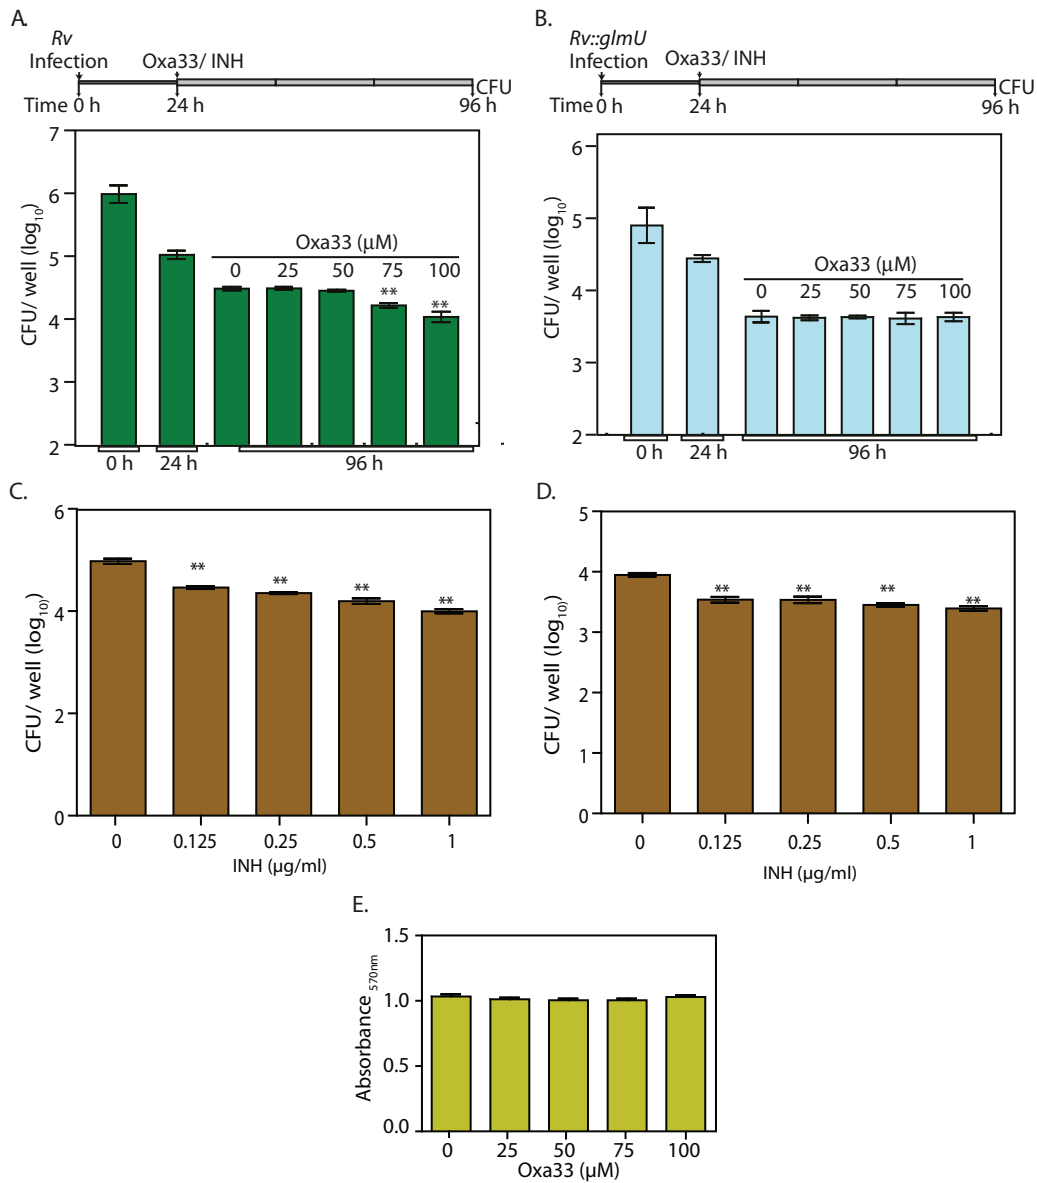 A.
Rv
Infection
Oxa33/ INH
CFU
Time 0 h
24 h
96 h
7
6
5
4
3
2
CFU/ well (log10)
Oxa33 (µM)
0 25 50 75 100
**
**
0 h 24 h 96 h
B.
Rv::glmU
Infection
Oxa33/ INH
CFU
Time 0 h
24 h
96 h
6
5
4
3
2
CFU/ well (log10)
Oxa33 (µM)
0 25 50 75 100
0 h 24 h 96 h
C.
6
4
2
0
CFU/ well (log10)
** ** ** **
0 0.125 0.25 0.5 1
INH (µg/ml)
D.
5
4
3
2
1
0
CFU/ well (log10)
** ** ** **
0 0.125 0.25 0.5 1
INH (µg/ml)
E.
1.5
1.0
0.5
0.0
Absorbance 570nm
0 25 50 75 100
Oxa33 (µM)